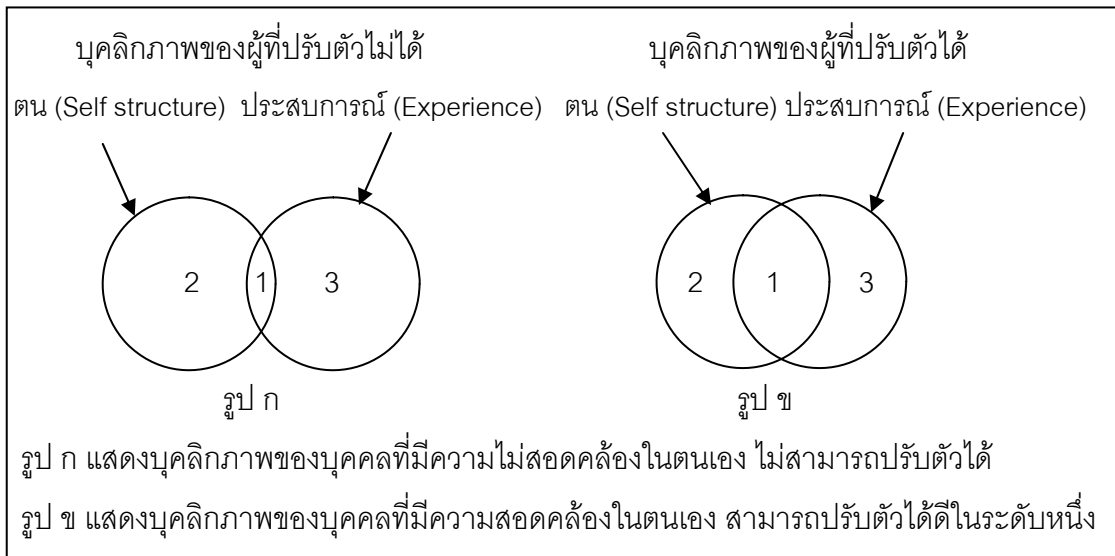 บุคลิกภาพของผู้ที่ปรับตัวไม่ได้ บุคลิกภาพของผู้ที่ปรับตัวได้
ตน (Self structure) ประสบการณ์ (Experience) ตน (Self structure) ประสบการณ์ (Experience)
2 1 3 2 1 3
รูป ก รูป ข
รูป ก แสดงบุคลิกภาพของบุคคลที่มีความไม่สอดคล้องในตนเอง ไม่สามารถปรับตัวได้
รูป ข แสดงบุคลิกภาพของบุคคลที่มีความสอดคล้องในตนเอง สามารถปรับตัวได้ดีในระดับหนึ่ง